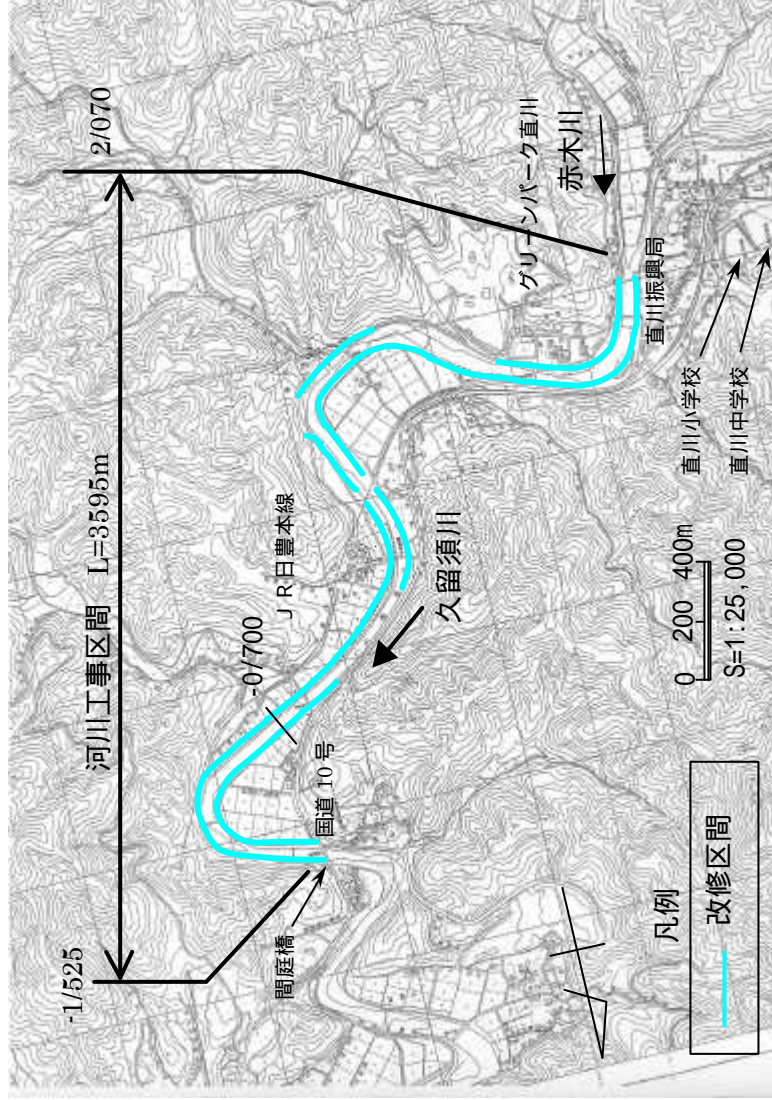 -1/525
河川工事区間 L=3595m
2/070
グリーンパーク直川
赤木川
直川振興局
ＪＲ日豊本線
-0/700
久留須川
国道 10号
間庭橋
直川小学校
直川中学校
0 200 400m
S=1:25,000
凡例
改修区間